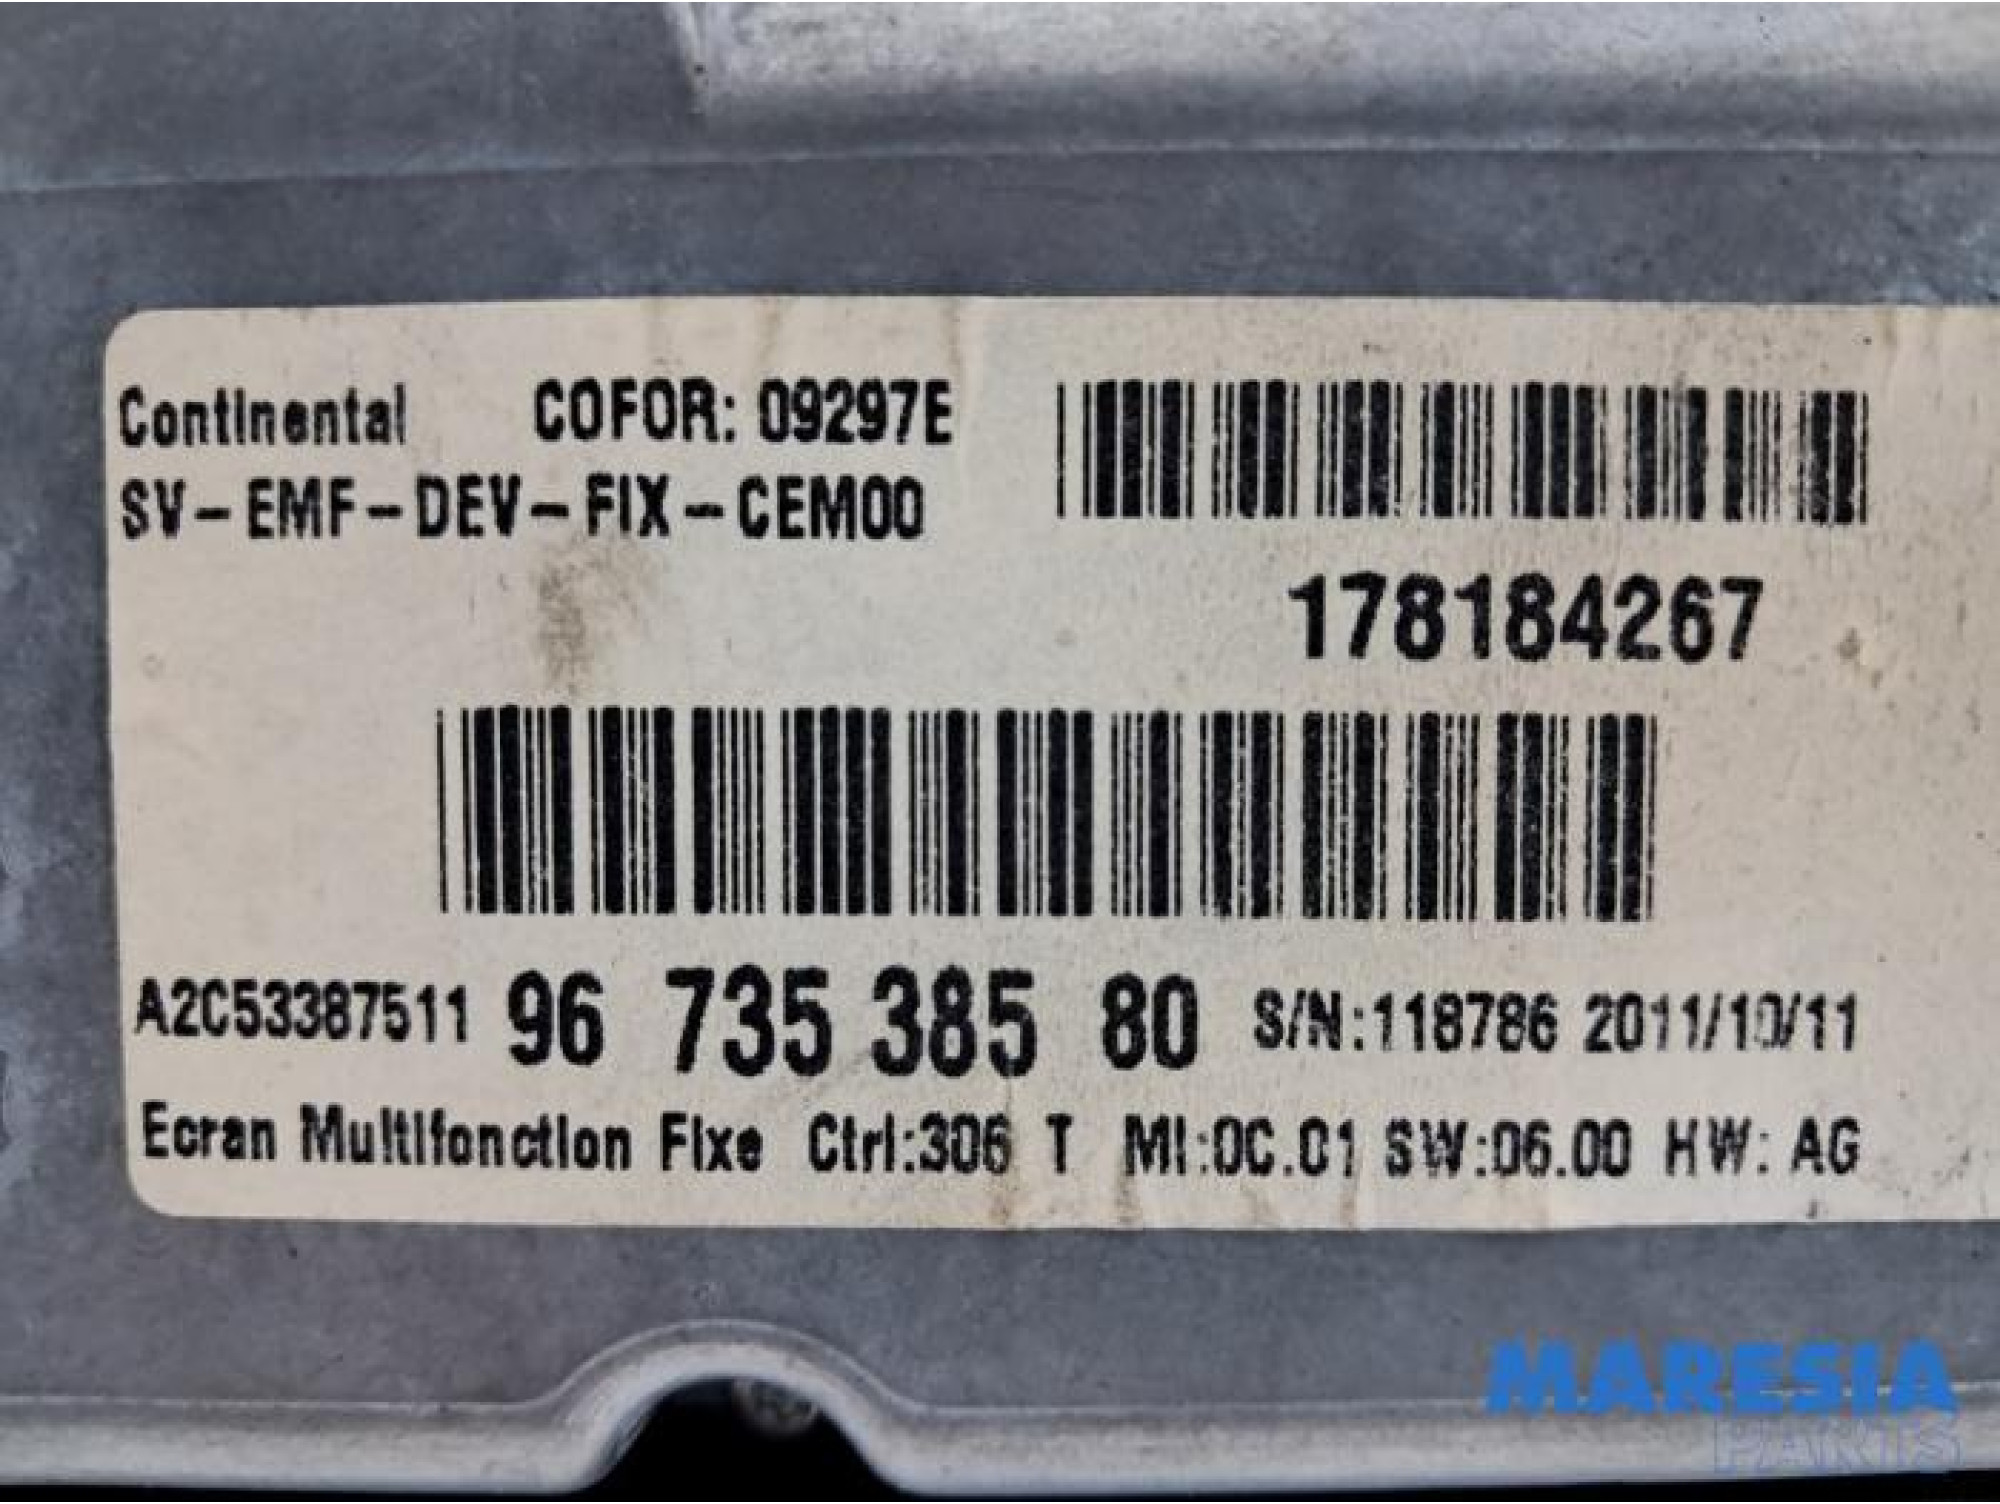 Continental COFOR: 09297E
SV-EMF-DEV-FIX-CEM00
178184267
A2C53387511 96 735 385 80 S/N:118786 2011/10/11
Ecran Multifonction Fixe Ctrl:306 T MI:0C.01 SW:06.00 HW: AG
MARESIA
PARTS